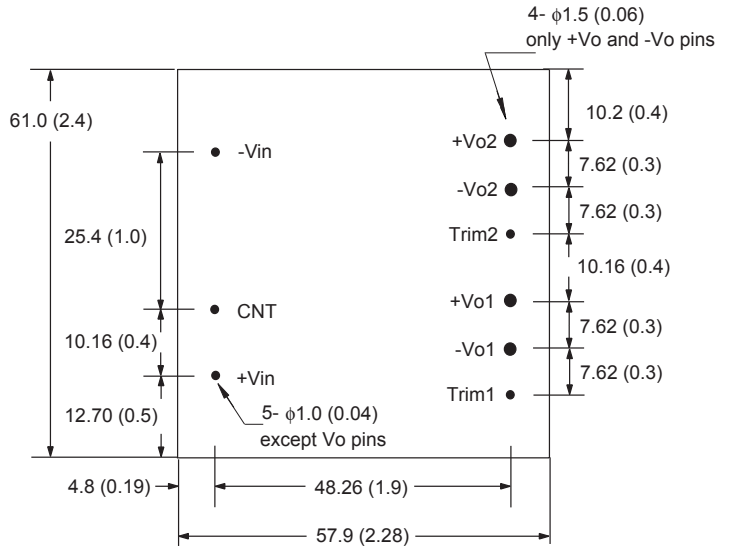 4- ϕ1.5 (0.06)
only +Vo and -Vo pins
61.0 (2.4)
10.2 (0.4)
-Vin
+Vo2
7.62 (0.3)
-Vo2
7.62 (0.3)
25.4 (1.0)
Trim2
10.16 (0.4)
CNT
+Vo1
7.62 (0.3)
10.16 (0.4)
-Vo1
7.62 (0.3)
+Vin
Trim1
12.70 (0.5)
5- ϕ1.0 (0.04)
except Vo pins
4.8 (0.19)
48.26 (1.9)
57.9 (2.28)